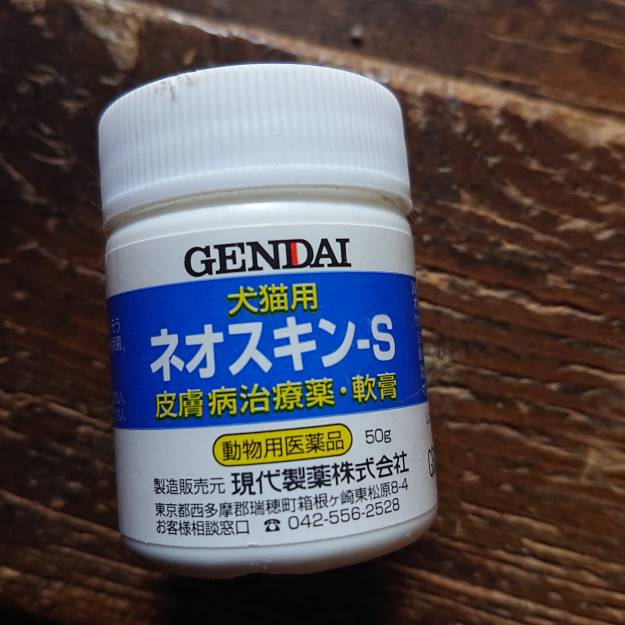 GENDAI
犬猫用
ネオスキン-S
皮膚病治療薬・軟膏
動物用医薬品 50g
製造販売元 現代製薬株式会社
東京都西多摩郡瑞穂町箱根ヶ崎東松原8-4
お客様相談窓口 ☎ 042-556-2528